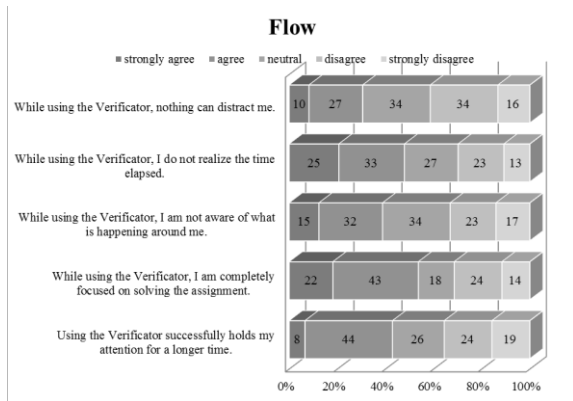 Flow
strongly agree agree neutral disagree strongly disagree
While using the Verificator, nothing can distract me.
10 27 34 34 16
While using the Verificator, I do not realize the time
elapsed.
25 33 27 23 13
While using the Verificator, I am not aware of what
is happening around me.
15 32 34 23 17
While using the Verificator, I am completely
focused on solving the assignment.
22 43 18 24 14
Using the Verificator successfully holds my
attention for a longer time.
8 44 26 24 19
0% 20% 40% 60% 80% 100%